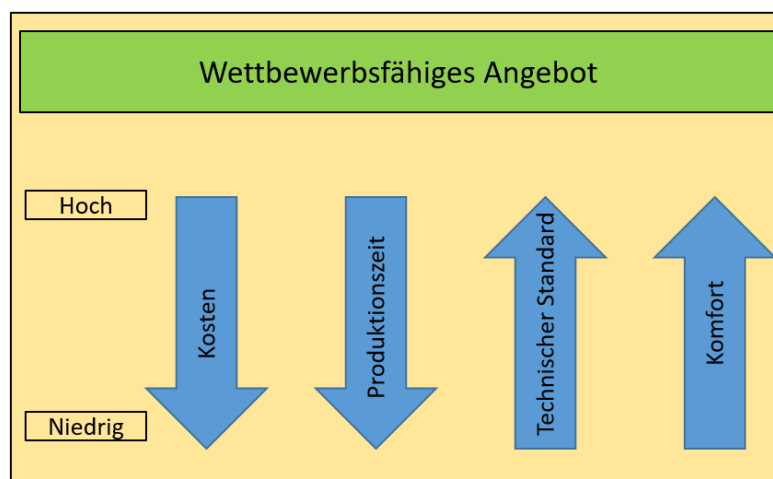 Wettbewerbsfähiges Angebot
Hoch
Kosten
Produktionszeit
Technischer Standard
Komfort
Niedrig